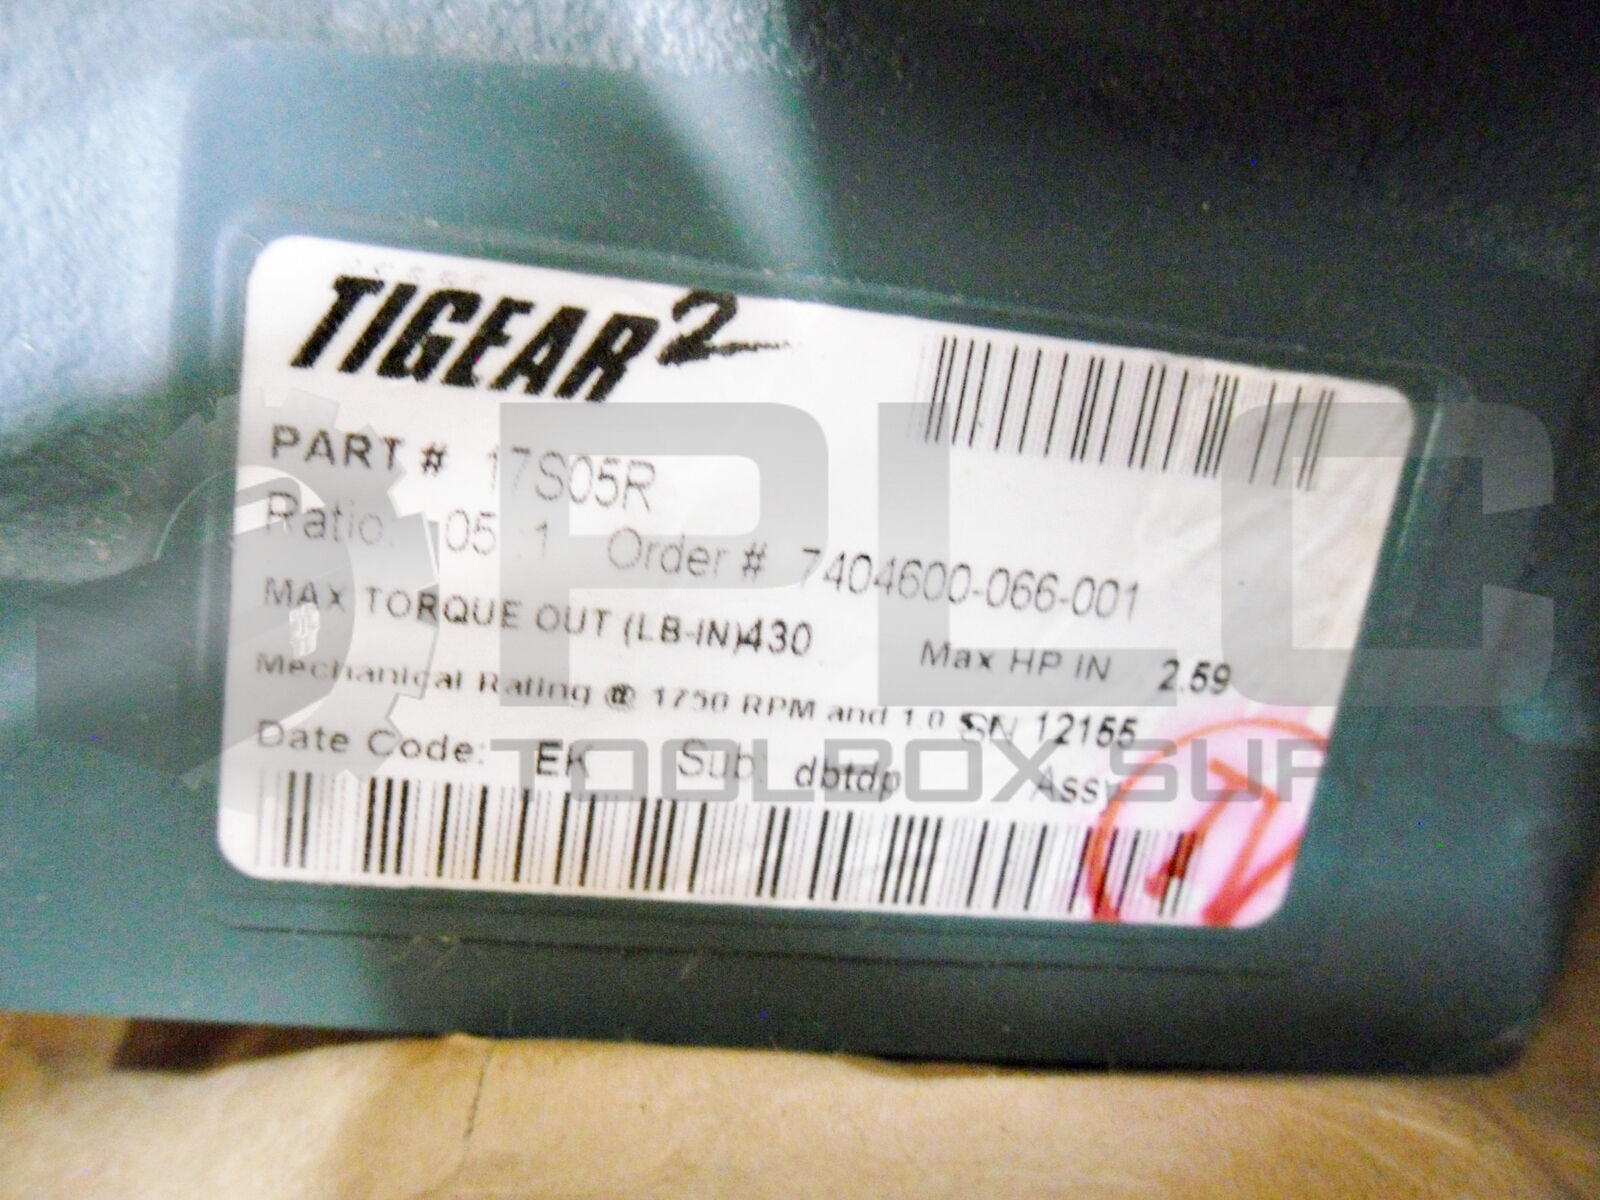 TIGEAR 2
PART # 17S05R
Ratio: 05 :1 Order # 7404600-066-001
MAX TORQUE OUT (LB-IN) 430 Max HP IN 2.59
Mechanical Rating @ 1750 RPM and 1.0 SN 12155
Date Code: EK Sub: dbtdp Assy
PLC
TOOLBOX SUP